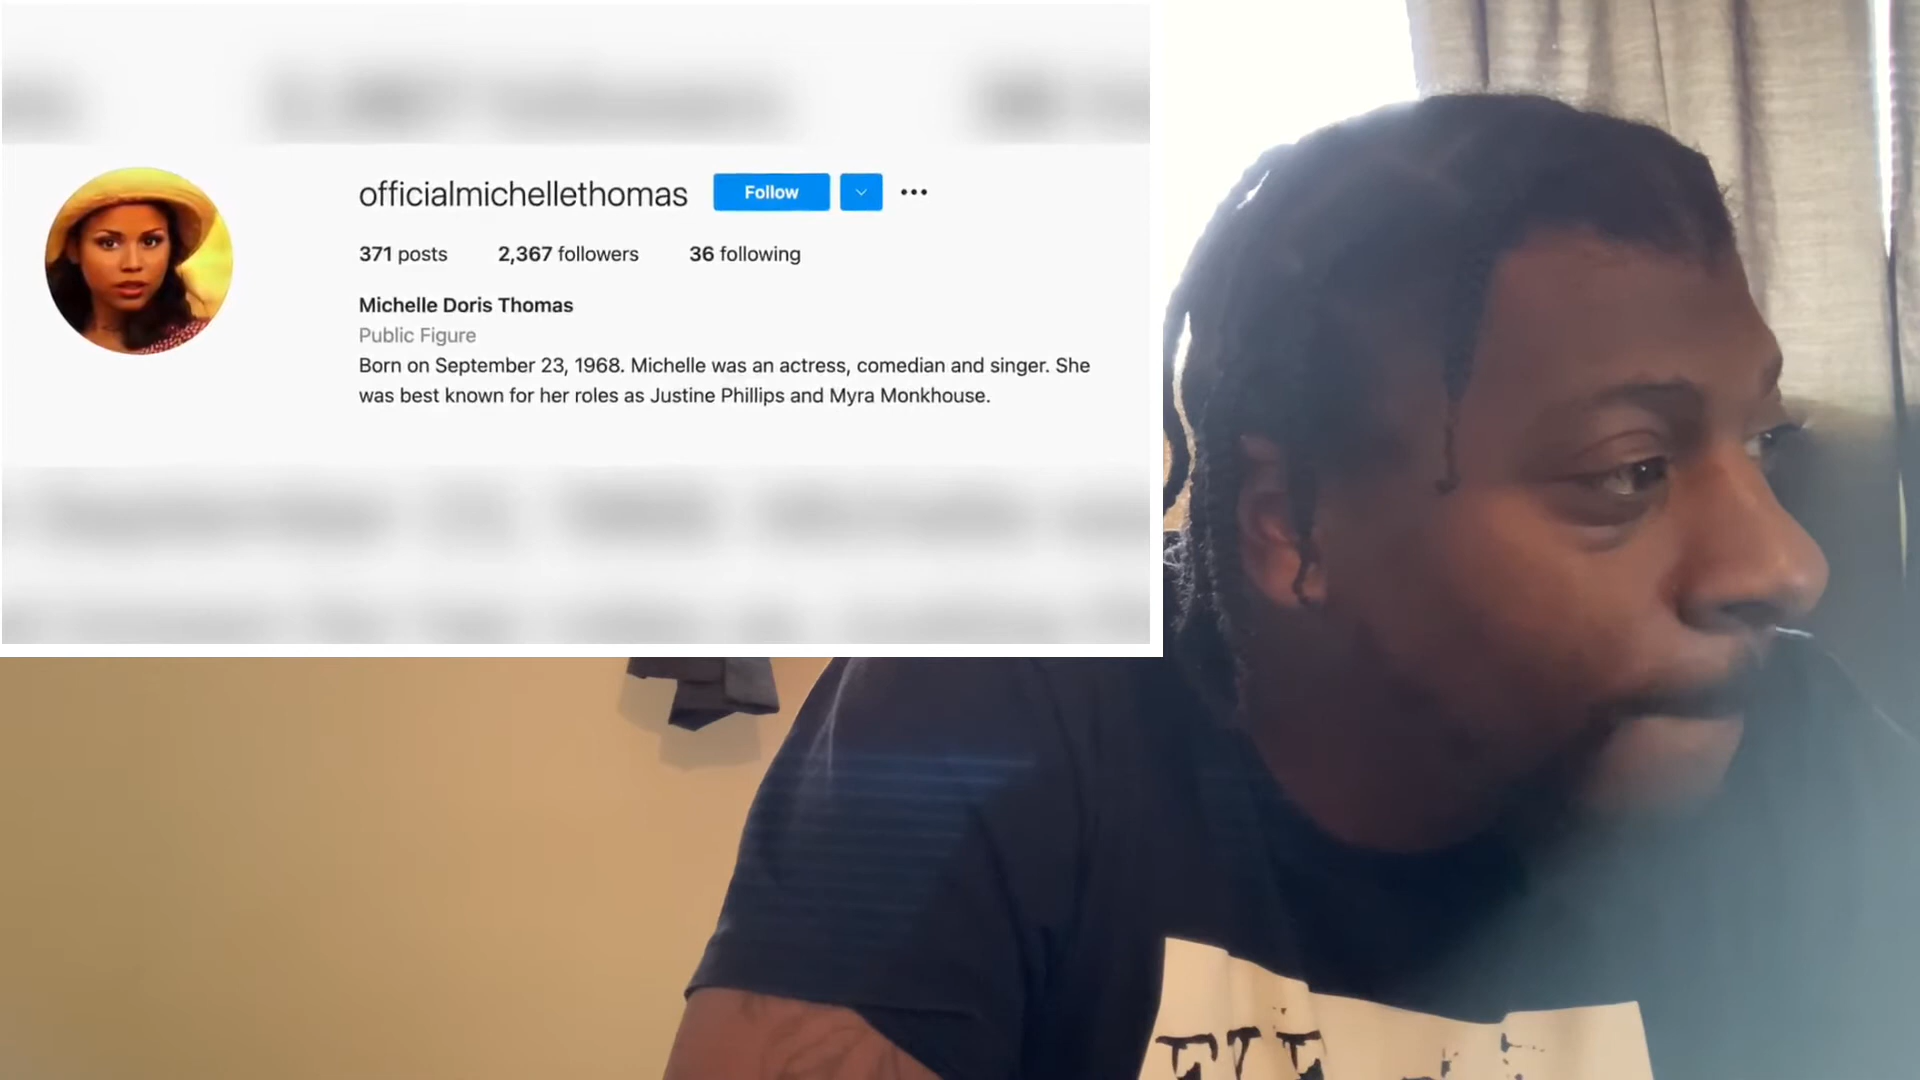 officialmichellethomas Follow
371 posts 2,367 followers 36 following
Michelle Doris Thomas
Public Figure
Born on September 23, 1968. Michelle was an actress, comedian and singer. She
was best known for her roles as Justine Phillips and Myra Monkhouse.